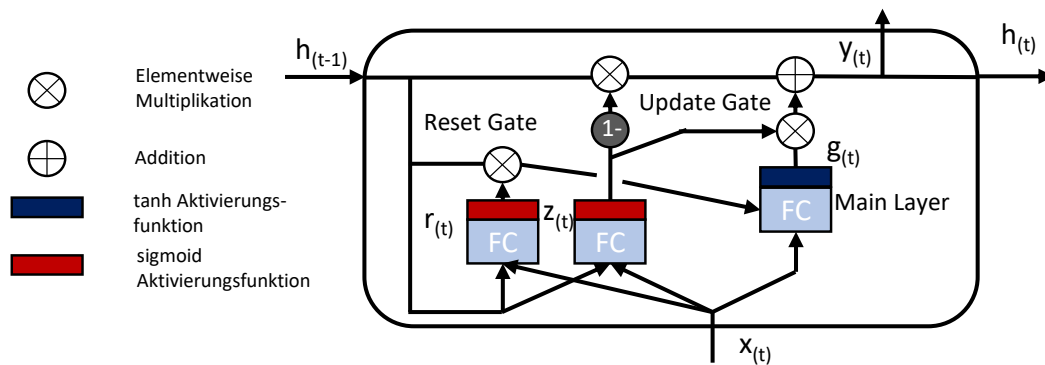 Elementweise
Multiplikation
Addition
tanh Aktivierungs-
funktion
sigmoid
Aktivierungsfunktion
h(t-1)
y(t)
h(t)
Update Gate
1-
Reset Gate
g(t)
Main Layer
r(t)
z(t)
FC
FC
FC
x(t)